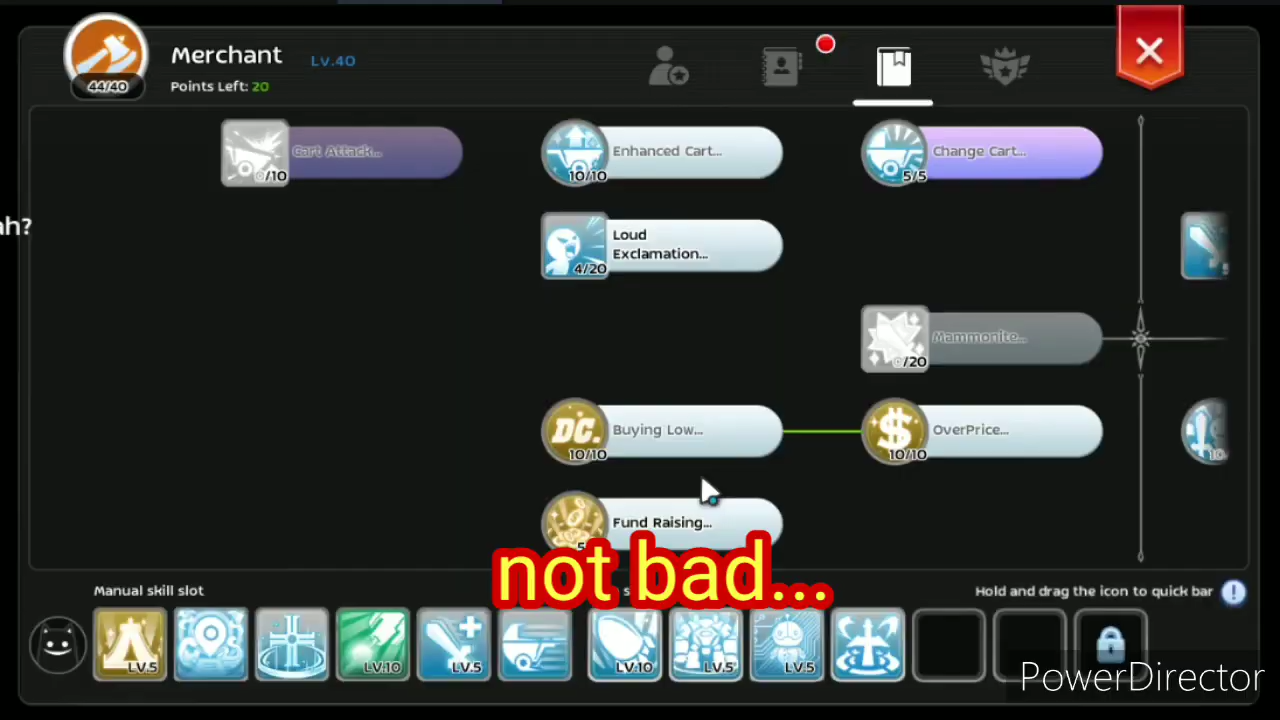 Merchant
Lv.40
44/40
Points Left: 20
Cart Attack...
0/10
Enhanced Cart...
10/10
Change Cart...
5/5
ah?
Loud
Exclamation...
4/20
Mammonite...
0/20
DC.
Buying Low...
10/10
$
OverPrice...
10/10
Fund Raising...
not bad...
Manual skill slot
Hold and drag the icon to quick bar
!
LV.5
LV.10
LV.5
LV.10
LV.5
LV.5
PowerDirector